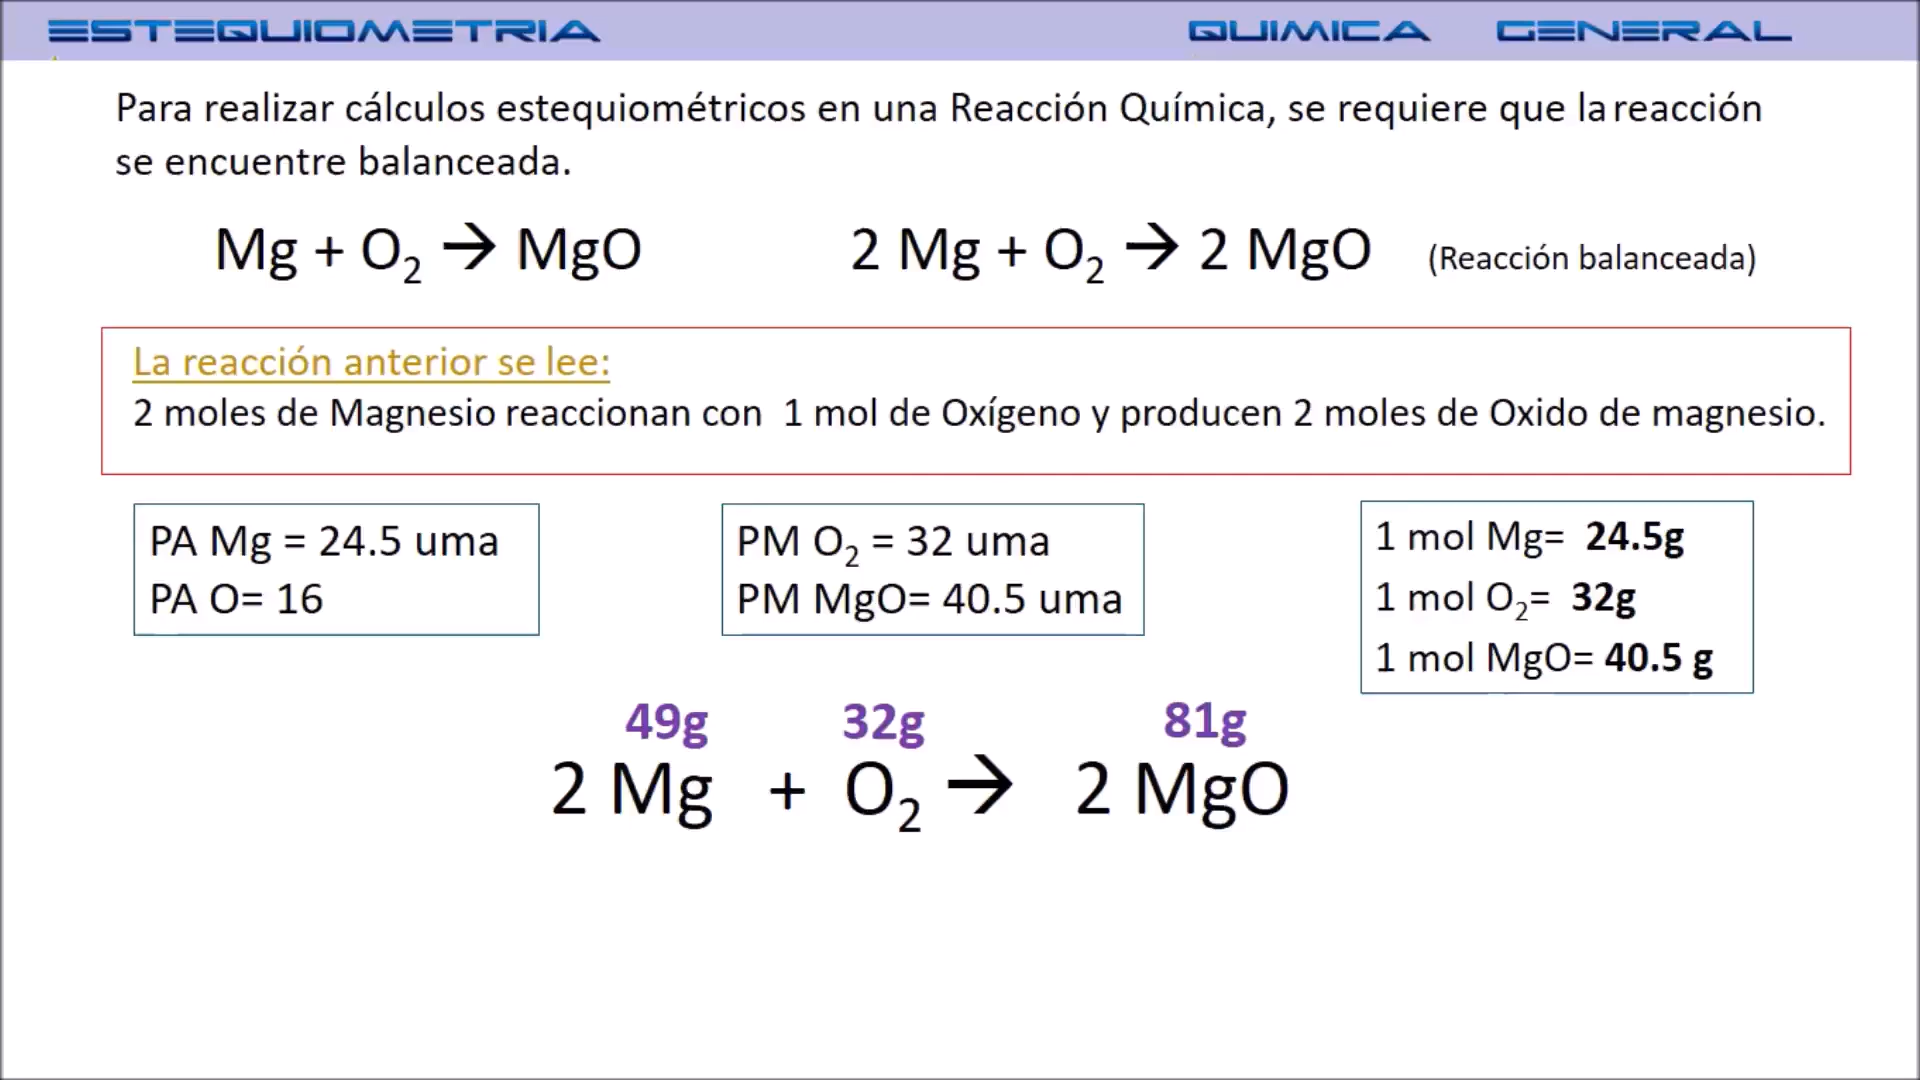 ESTEQUIOMETRIA QUIMICA GENERAL
Para realizar cálculos estequiométricos en una Reacción Química, se requiere que la reacción
se encuentre balanceada.
Mg + O₂ → MgO 2 Mg + O₂ → 2 MgO (Reacción balanceada)
La reacción anterior se lee:
2 moles de Magnesio reaccionan con 1 mol de Oxígeno y producen 2 moles de Oxido de magnesio.
PA Mg = 24.5 uma
PA O= 16
PM O₂ = 32 uma
PM MgO= 40.5 uma
1 mol Mg= 24.5g
1 mol O₂= 32g
1 mol MgO= 40.5 g
49g 32g 81g
2 Mg + O₂ → 2 MgO